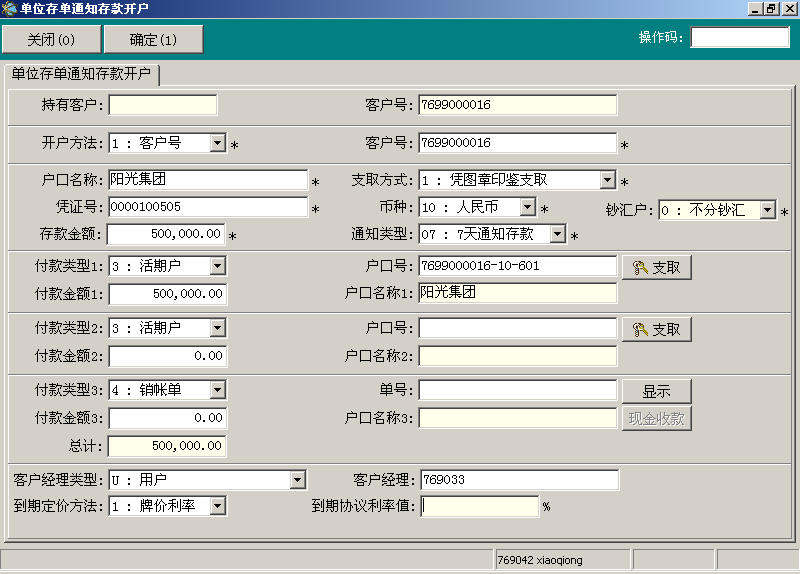 单位存单通知存款开户
关闭(0) 确定(1) 操作码:
单位存单通知存款开户
持有客户: 客户号: 7699000016
开户方法: 1 : 客户号 * 客户号: 7699000016 *
户口名称: 阳光集团 * 支取方式: 1 : 凭图章印鉴支取 *
凭证号: 0000100505 * 币种: 10 : 人民币 * 钞汇户: 0 : 不分钞汇 *
存款金额: 500,000.00 * 通知类型: 07 : 7天通知存款 *
付款类型1: 3 : 活期户 户口号: 7699000016-10-601 支取
付款金额1: 500,000.00 户口名称1: 阳光集团
付款类型2: 3 : 活期户 户口号: 支取
付款金额2: 0.00 户口名称2:
付款类型3: 4 : 销帐单 单号: 显示
付款金额3: 0.00 户口名称3: 现金收款
总计: 500,000.00
客户经理类型: U : 用户 客户经理: 769033
到期定价方法: 1 : 牌价利率 到期协议利率值: %
769042 xiaoqiong